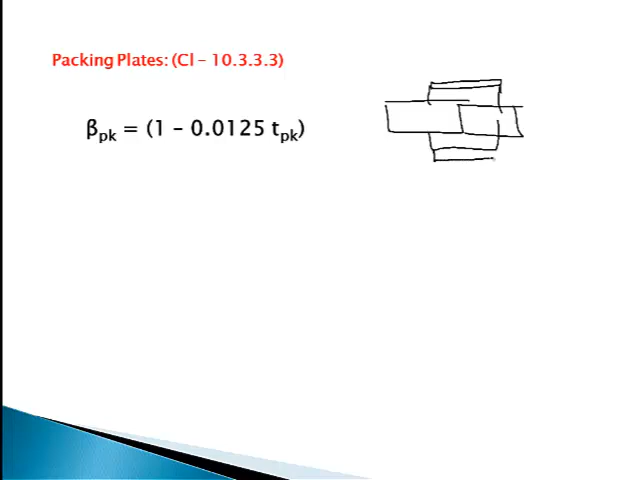 Packing Plates: (Cl – 10.3.3.3)
βpk = (1 – 0.0125 tpk)